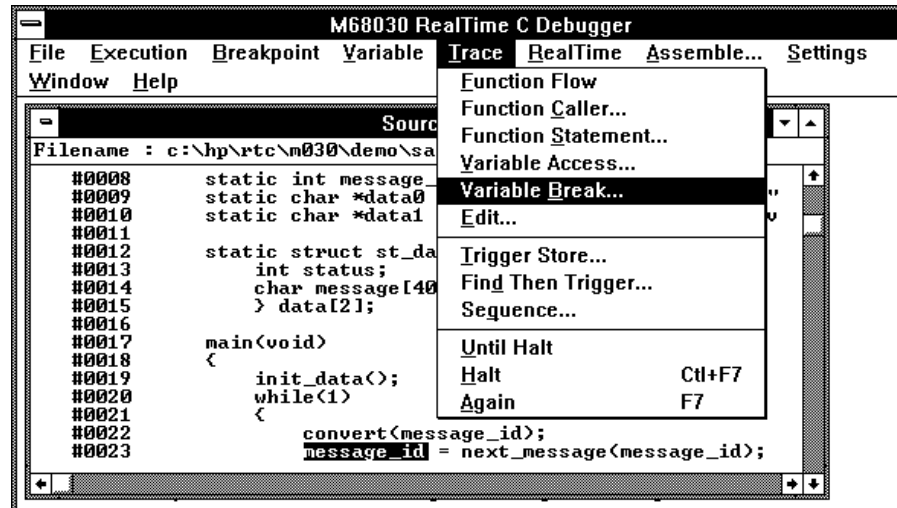 M68030 RealTime C Debugger
File Execution Breakpoint Variable Trace RealTime Assemble... Settings
Window Help
Function Flow
Function Caller...
Function Statement...
Variable Access...
Variable Break...
Edit...
Trigger Store...
Find Then Trigger...
Sequence...
Until Halt
Halt Ctl+F7
Again F7
Sourc
Filename : c:\hp\rtc\m030\demo\sa
#0008 static int message_
#0009 static char *data0
#0010 static char *data1
#0011
#0012 static struct st_da
#0013 int status;
#0014 char message[40
#0015 } data[2];
#0016
#0017 main(void)
#0018 {
#0019 init_data();
#0020 while(1)
#0021 {
#0022 convert(message_id);
#0023 message_id = next_message(message_id);